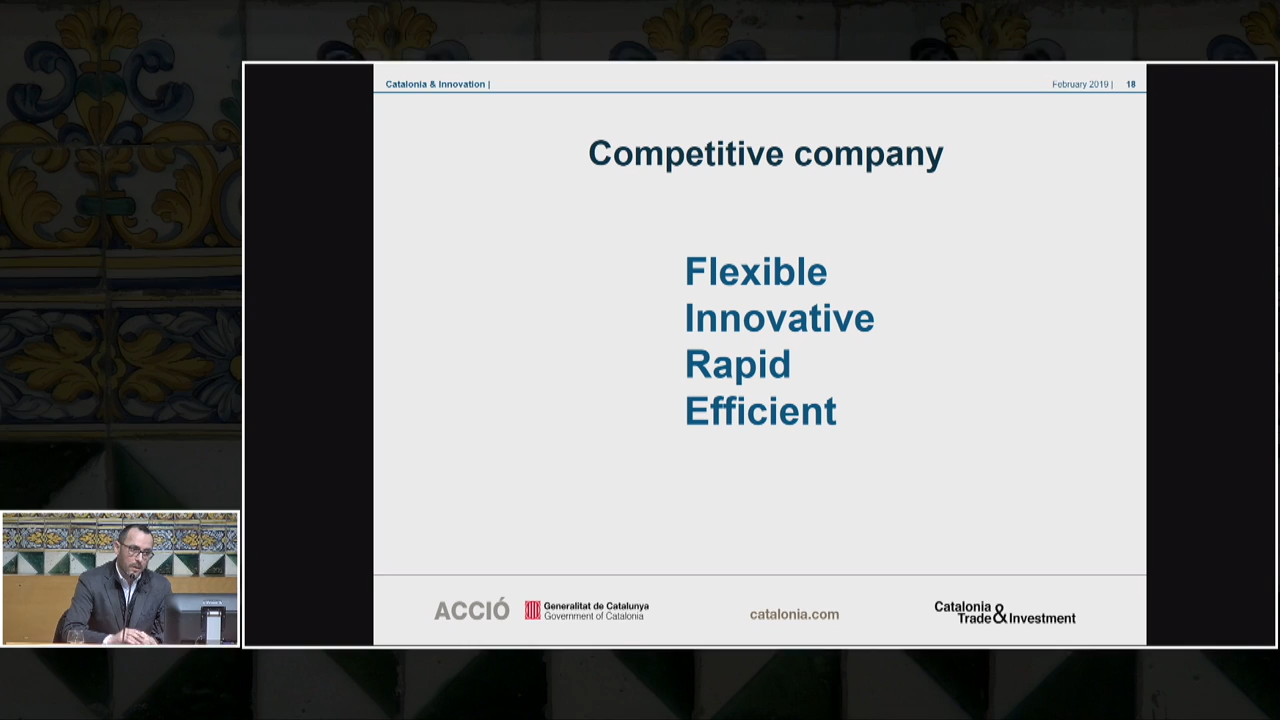 Catalonia & Innovation |
February 2019 | 18
Competitive company
Flexible
Innovative
Rapid
Efficient
ACCIÓ
Generalitat de Catalunya
Government of Catalonia
catalonia.com
Catalonia
Trade & Investment